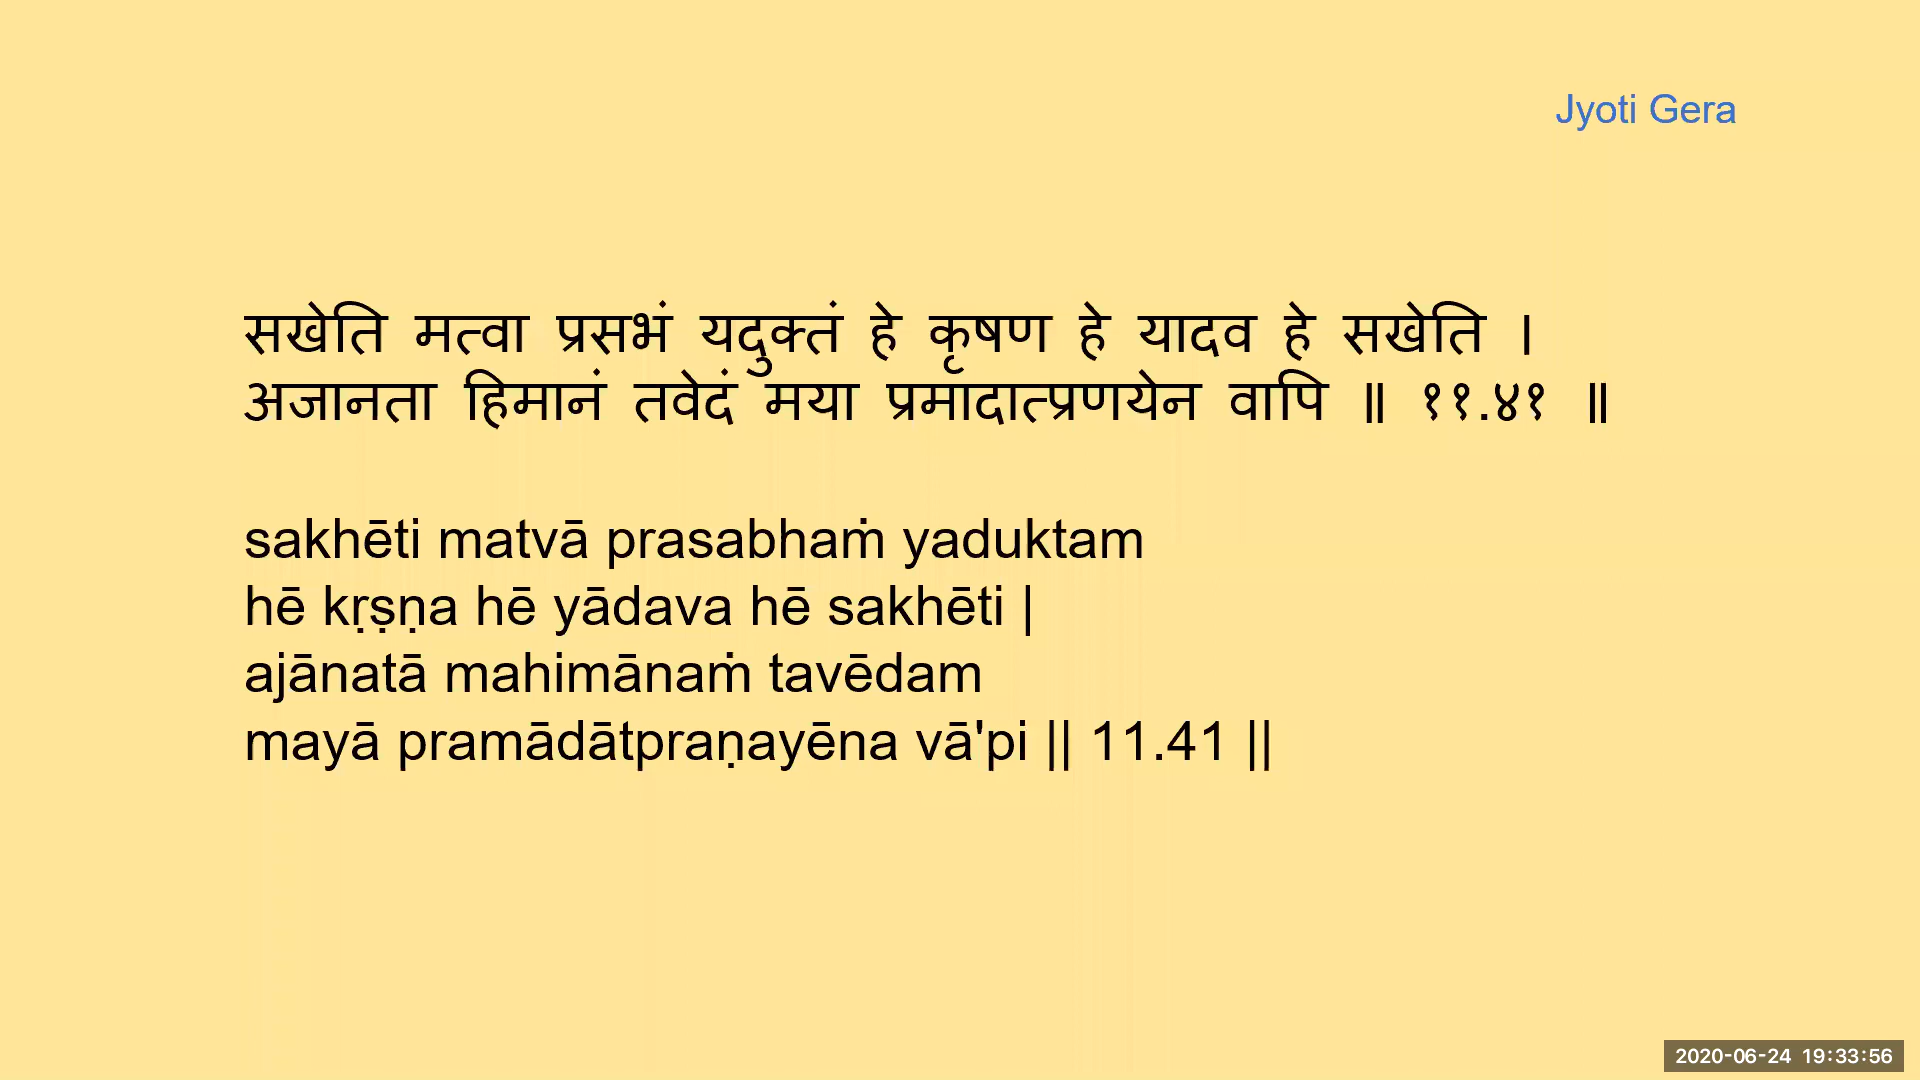 Jyoti Gera
सखेति मत्वा प्रसभं यदुक्तं हे कृषण हे यादव हे सखेति ।
अजानता हिमानं तवेदं मया प्रमादात्प्रणयेन वापि ॥ ११.४१ ॥
sakhēti matvā prasabhaṁ yaduktam
hē kṛṣṇa hē yādava hē sakhēti |
ajānatā mahimānaṁ tavēdam
mayā pramādātpraṇayēna vā'pi || 11.41 ||
2020-06-24 19:33:56